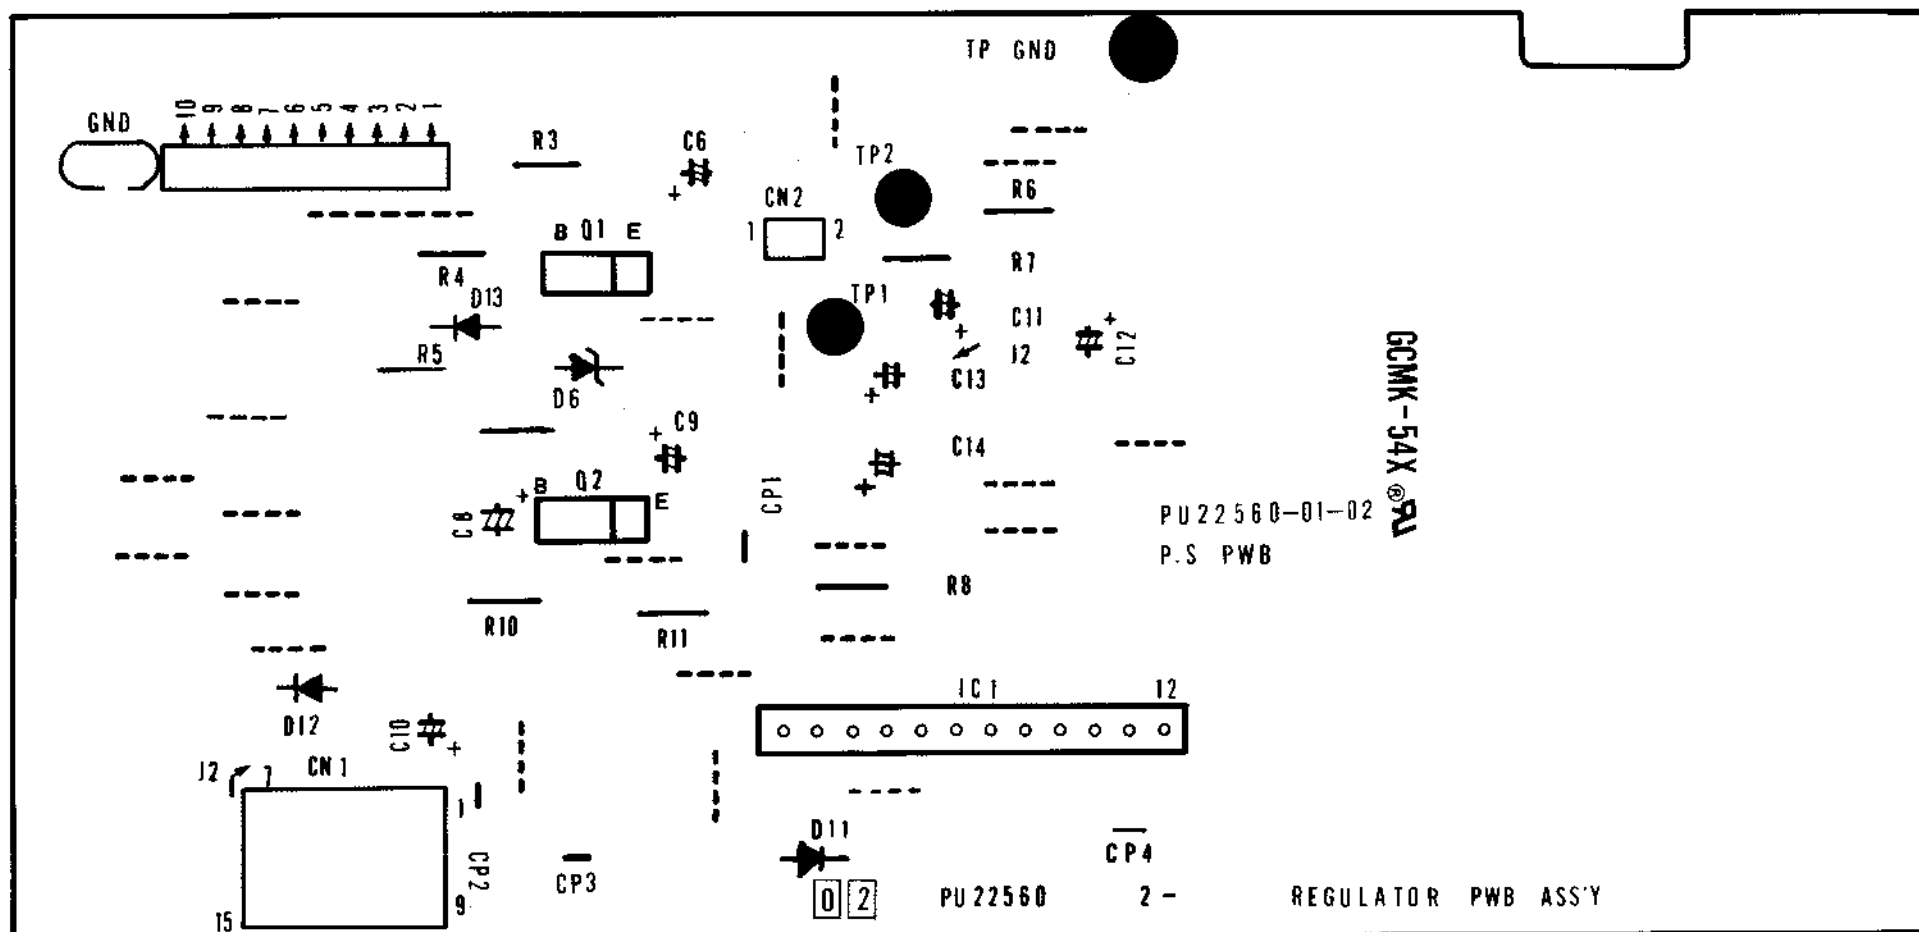 TP GND
GND
10 9 8 7 6 5 4 3 2 1
R3
C6
TP2
CN2
1 2
R6
B Q1 E
R4
R7
D13
TP1
C11
C12
J2
R5
C13
D6
C9
C14
GCMK-54X ®
B Q2 E
C8
CP1
PU22560-01-02
P.S PWB
R8
R10
R11
IC1 12
D12
C10
J2 7 CN1
1
D11
CP4
CP2
CP3
9
15
0 2 PU22560 2- REGULATOR PWB ASS'Y